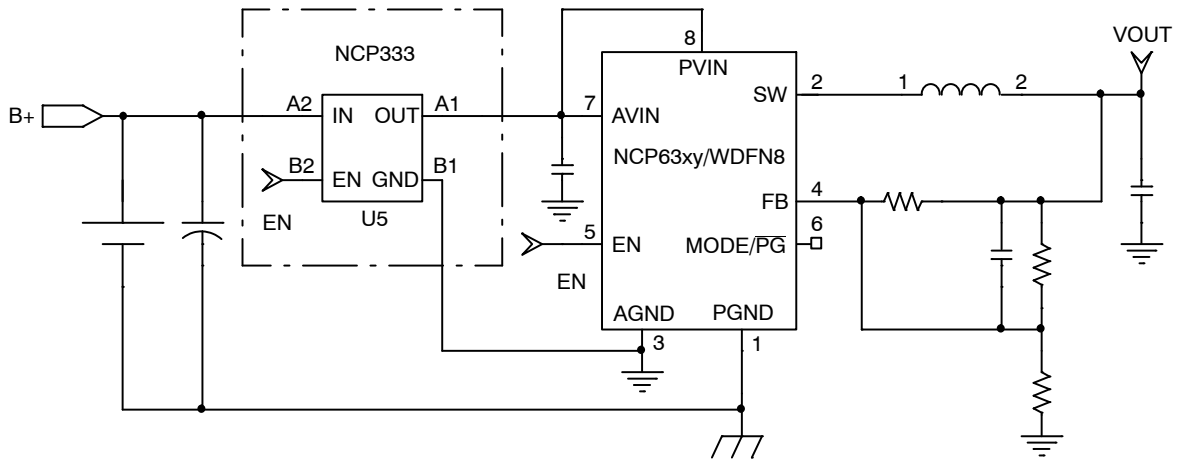 VOUT
NCP333
8
PVIN
2
1
2
SW
B+
A2
IN
OUT
A1
7
AVIN
NCP63xy/WDFN8
B2
EN
GND
B1
4
FB
U5
EN
5
EN
6
MODE/PG
EN
AGND
PGND
3
1